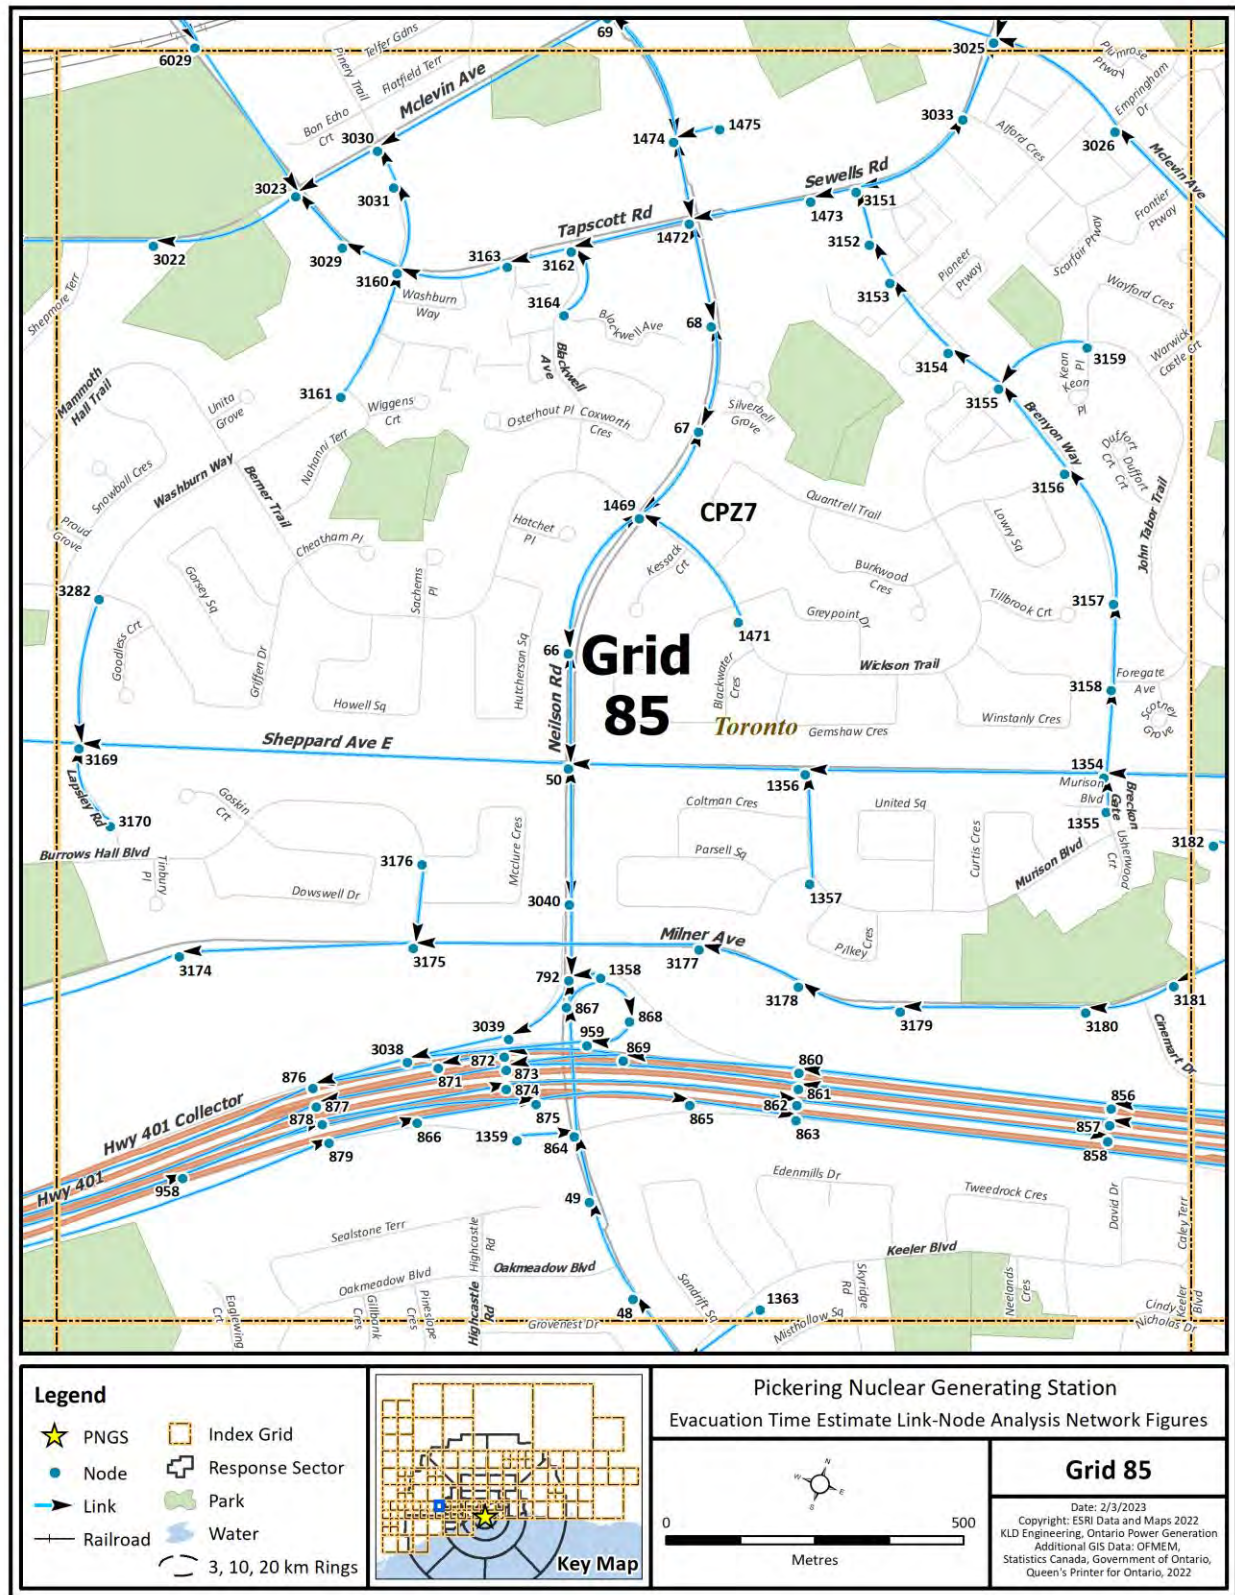 69
6029
3025
Telfer Gdns
Pinery Trail
Flatfield Terr
Mclevin Ave
Plumrose
Ptwy
Empringham
Dr
Bon Echo
Crt
3030
1474
1475
3033
Alford Cres
3026
Mclevin Ave
3023
3031
Sewells Rd
3151
1473
Frontier
Ptwy
Tapscott Rd
1472
3152
Scarfair Ptwy
3022
3029
3163
3162
3160
Washburn
Way
3164
Pioneer
Ptwy
3153
Wayford Cres
Shepmore Terr
Blackwell Ave
68
Blackwell
Ave
3154
3159
Warwick
Castle Crt
Keon
Pl
Keon
Pl
Mammoth
Hall Trail
Unita
Grove
3161
Wiggens
Crt
Osterhout Pl
Coxworth
Cres
Silverbell
Grove
3155
67
Brenyon Way
Duffort
Crt
Duffort
Crt
Snowball Cres
Washburn Way
Berner Trail
Nahanni Terr
3156
John Tabor Trail
Proud
Grove
1469
CPZ7
Quantrell Trail
Lowry Sq
Hatchet
Pl
Cheatham Pl
Kessack
Crt
Sachems
Pl
Gorsey Sq
Burkwood
Cres
3282
Tillbrook Crt
3157
Goodless Crt
Greypoint Dr
1471
Griffen Dr
Hutcherson Sq
66
Grid
85
Neilson Rd
Blackwater
Cres
Wickson Trail
3158
Foregate
Ave
Scotney
Grove
Howell Sq
Toronto
Gemshaw Cres
Winstanly Cres
Sheppard Ave E
3169
50
1356
1354
Murison
Blvd
Breckon
Gate
1355
Lapsley Rd
3170
Goskin
Crt
Coltman Cres
United Sq
Burrows Hall Blvd
Tinbury
Pl
3176
Mcclure Cres
Parsell Sq
Curtis Cres
Murison Blvd
Usherwood
Crt
3182
Dowswell Dr
3040
1357
Milner Ave
3174
3175
3177
Pilkey Cres
792
1358
3178
3179
3180
3181
867
868
Cinemart Dr
3039
959
3038
872
869
860
876
871
873
861
874
877
878
875
865
862
863
856
857
858
Hwy 401 Collector
866
1359
864
879
Hwy 401
958
Edenmills Dr
49
Tweedrock Cres
David Dr
Caley Terr
Sealstone Terr
Highcastle
Rd
Keeler Blvd
Oakmeadow Blvd
Oakmeadow Blvd
Sandrift Sq
Skyridge
Rd
Neelands
Cres
Keeler
Blvd
Eaglewing
Crt
Gillbank
Cres
Pineslope
Cres
Highcastle
Rd
48
1363
Grovenest Dr
Misthollow Sq
Cindy
Nicholas Dr
Legend
PNGS
Node
Link
Railroad
Index Grid
Response Sector
Park
Water
3, 10, 20 km Rings
Key Map
Pickering Nuclear Generating Station
Evacuation Time Estimate Link-Node Analysis Network Figures
N
W
E
S
0
500
Metres
Grid 85
Date: 2/3/2023
Copyright: ESRI Data and Maps 2022
KLD Engineering, Ontario Power Generation
Additional GIS Data: OFMEM,
Statistics Canada, Government of Ontario,
Queen's Printer for Ontario, 2022